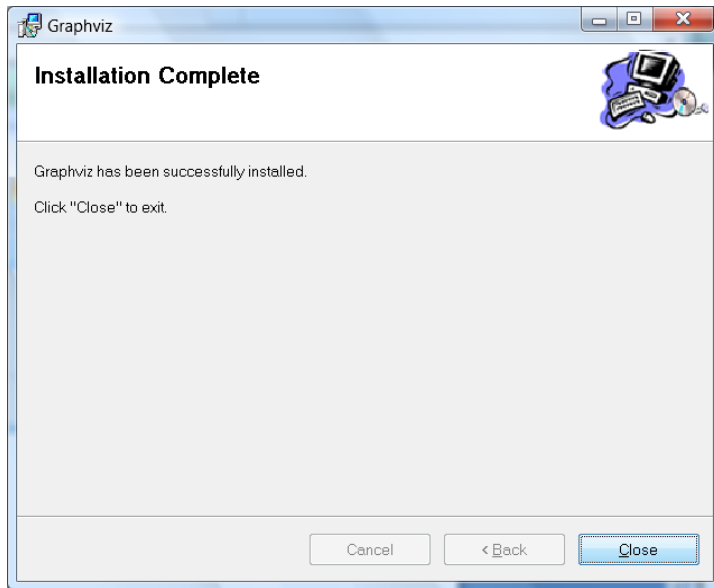 Graphviz
Installation Complete
Graphviz has been successfully installed.
Click "Close" to exit.
Cancel
< Back
Close